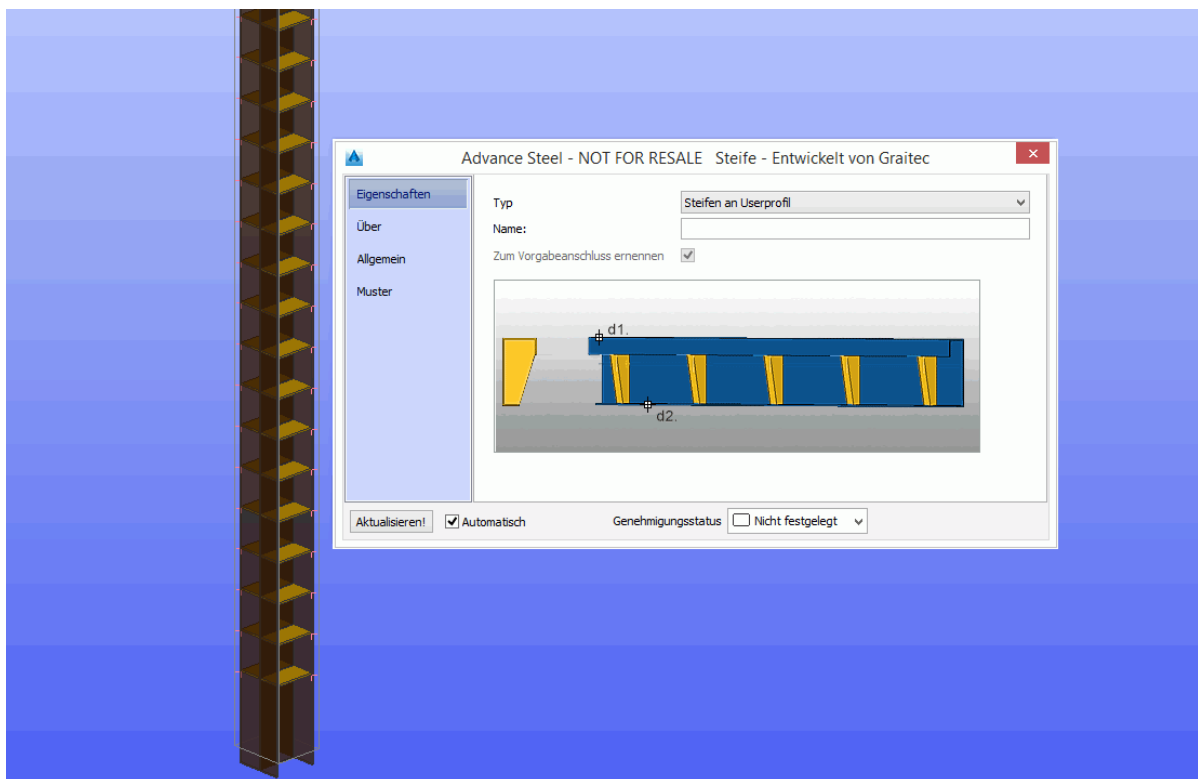 Advance Steel - NOT FOR RESALE Steife - Entwickelt von Graitec
Eigenschaften
Über
Allgemein
Muster
Typ
Steifen an Userprofil
Name:
Zum Vorgabeanschluss ernennen
d1.
d2.
Aktualisieren!
Automatisch
Genehmigungsstatus
Nicht festgelegt